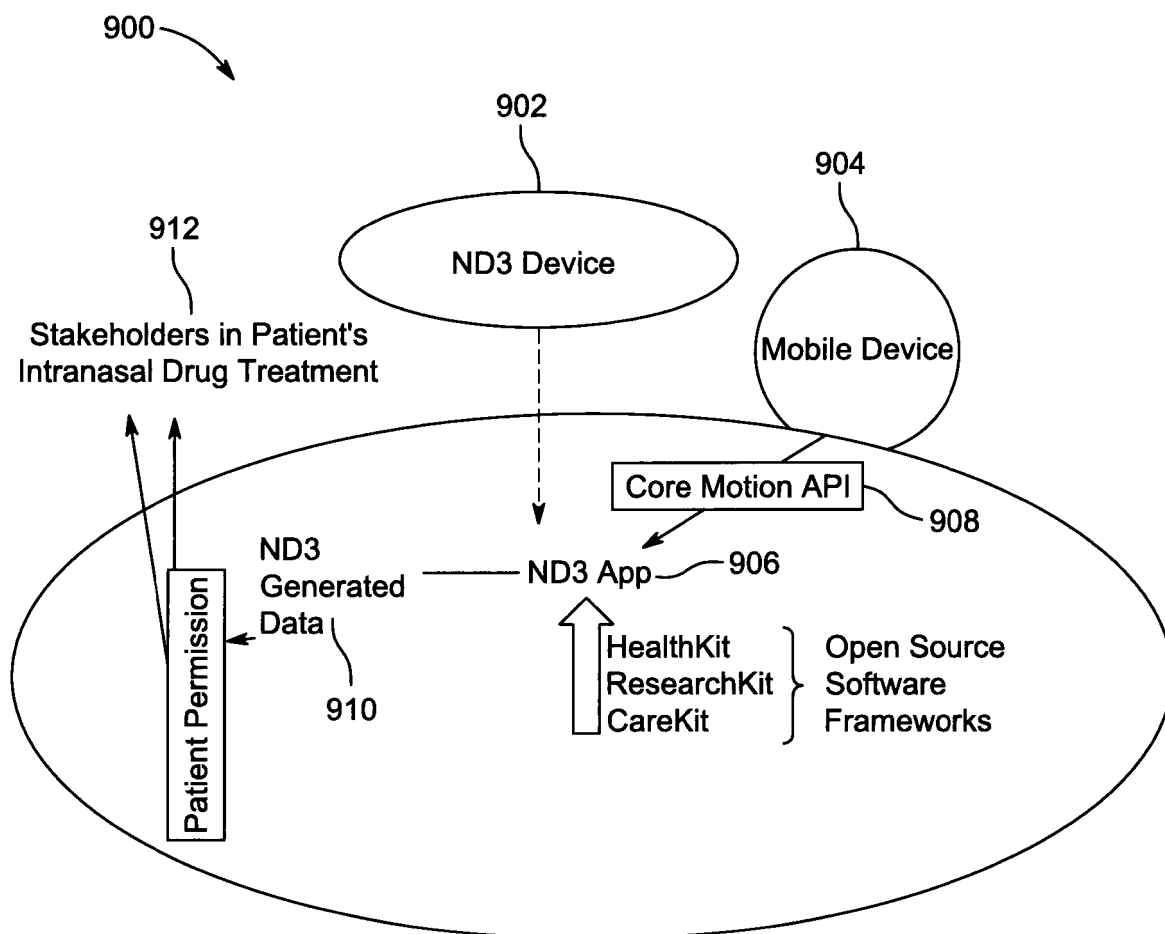 900
902
904
912
ND3 Device
Stakeholders in Patient's
Intranasal Drug Treatment
Mobile Device
Core Motion API
908
ND3
Generated
Data
ND3 App
906
Patient Permission
910
HealthKit
ResearchKit
CareKit
Open Source
Software
Frameworks